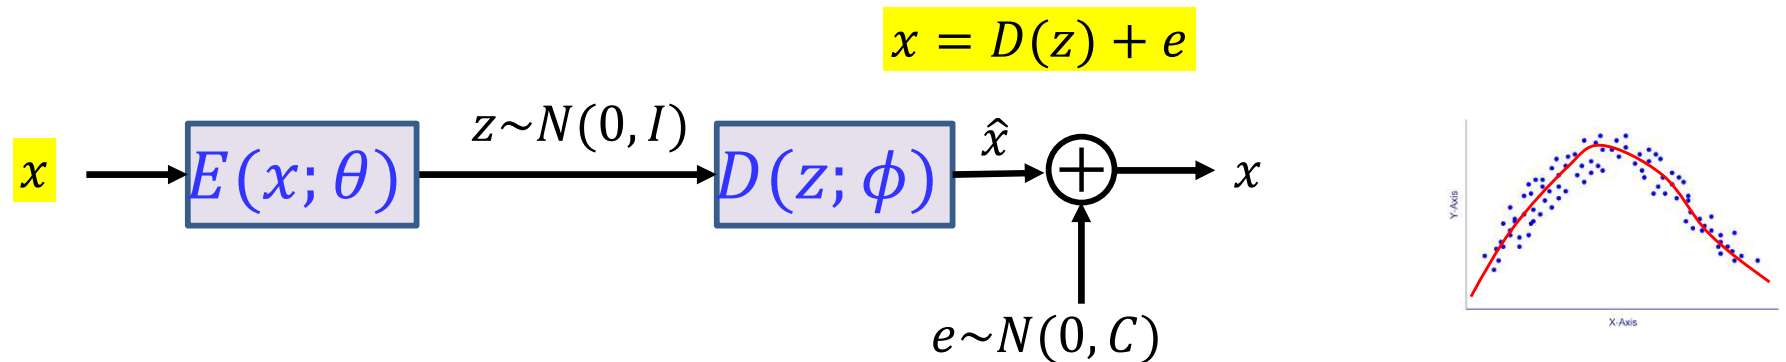 x = D(z) + e
x
E(x; θ)
z~N(0, I)
D(z; ϕ)
x̂
x
e~N(0, C)
Y-Axis
X-Axis